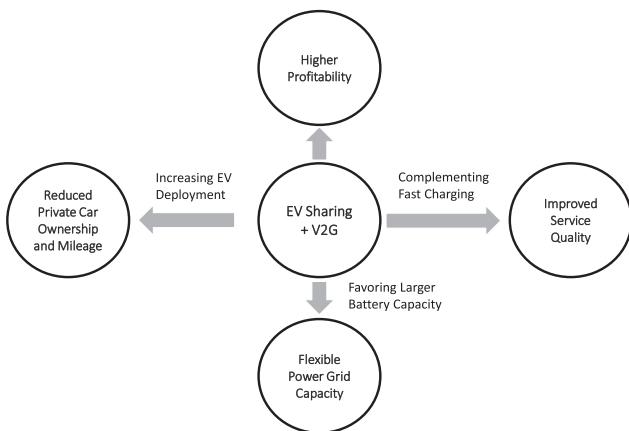 Higher
Profitability
Increasing EV
Deployment
Complementing
Fast Charging
Reduced
Private Car
Ownership
and Mileage
EV Sharing
+ V2G
Improved
Service
Quality
Favoring Larger
Battery Capacity
Flexible
Power Grid
Capacity